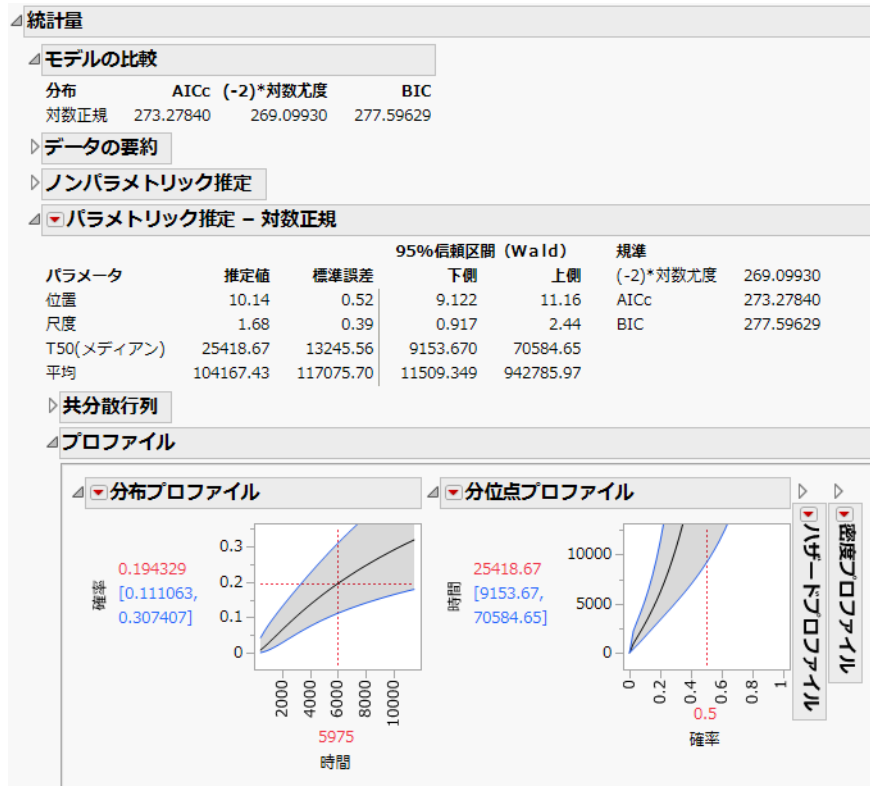 統計量
モデルの比較
分布 AICc (-2)*対数尤度 BIC
対数正規 273.27840 269.09930 277.59629
データの要約
ノンパラメトリック推定
パラメトリック推定 – 対数正規
95%信頼区間（Wald） 規準
パラメータ 推定値 標準誤差 下側 上側 (-2)*対数尤度 269.09930
位置 10.14 0.52 9.122 11.16 AICc 273.27840
尺度 1.68 0.39 0.917 2.44 BIC 277.59629
T50(メディアン) 25418.67 13245.56 9153.670 70584.65
平均 104167.43 117075.70 11509.349 942785.97
共分散行列
プロファイル
分布プロファイル
確率
0.194329
[0.111063,
0.307407]
0.3
0.2
0.1
0
2000 4000 6000 8000 10000
5975
時間
分位点プロファイル
時間
25418.67
[9153.67,
70584.65]
10000
5000
0
0 0.2 0.4 0.6 0.8 1
0.5
確率
ハザードプロファイル
密度プロファイル